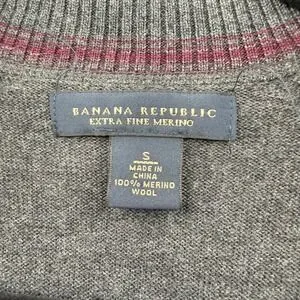 BANANA REPUBLIC
EXTRA FINE MERINO
S
MADE IN
CHINA
100% MERINO
WOOL